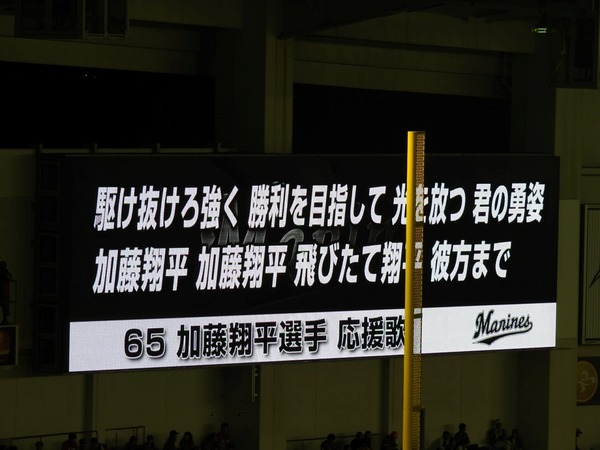 駆け抜けろ強く 勝利を目指して 光を放つ 君の勇姿
加藤翔平 加藤翔平 飛びたて翔平 彼方まで
65 加藤翔平選手 応援歌
Marines